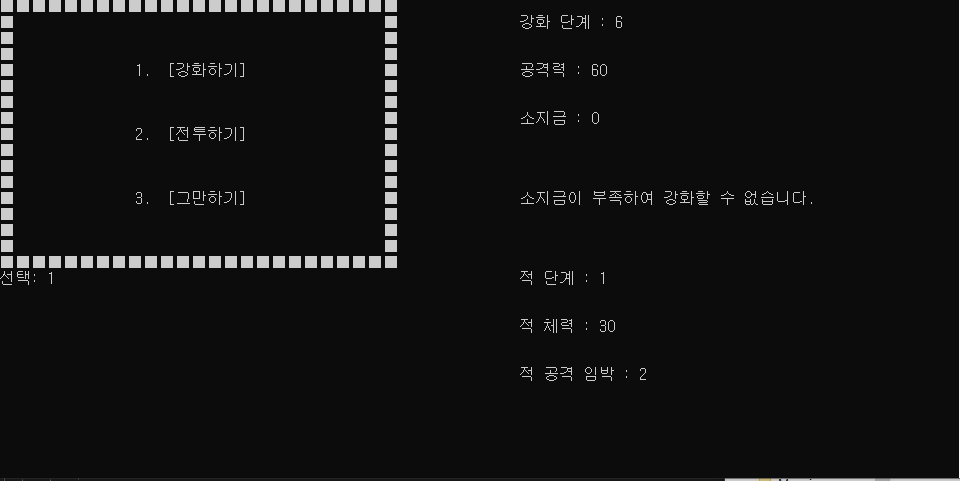 1. [강화하기]
2. [전투하기]
3. [그만하기]
선택: 1
강화 단계 : 6
공격력 : 60
소지금 : 0
소지금이 부족하여 강화할 수 없습니다.
적 단계 : 1
적 체력 : 30
적 공격 임박 : 2